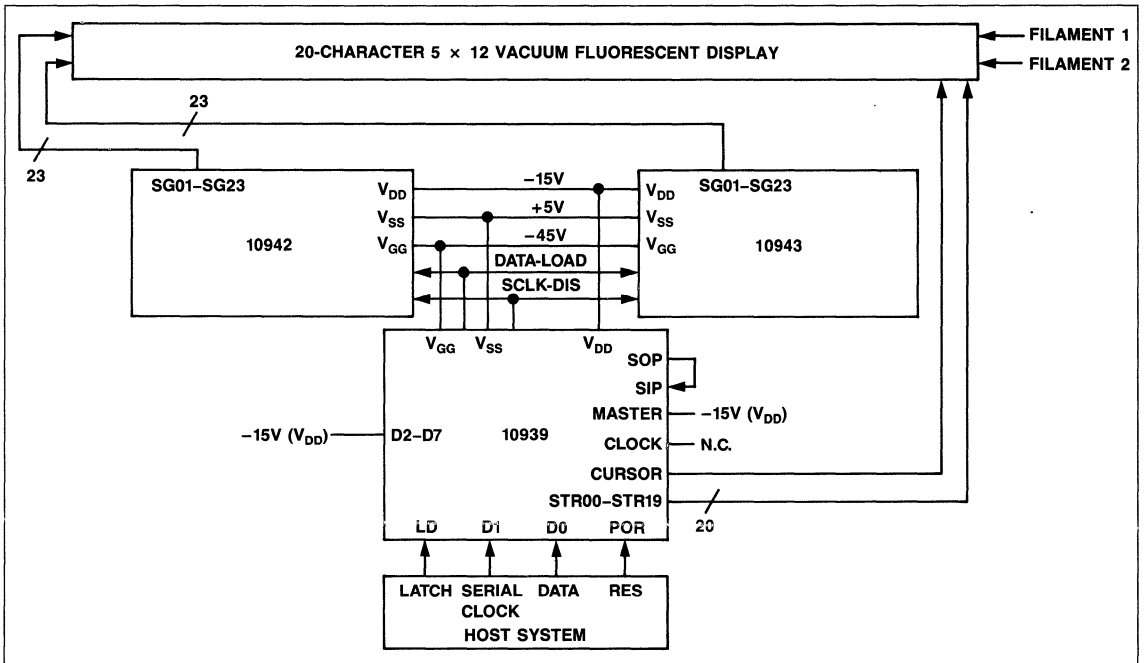 20-CHARACTER 5 × 12 VACUUM FLUORESCENT DISPLAY
FILAMENT 1
FILAMENT 2
23
23
SG01–SG23
VDD
VSS
VGG
10942
–15V
+5V
–45V
DATA-LOAD
SCLK-DIS
SG01–SG23
VDD
VSS
VGG
10943
VGG
VSS
VDD
SOP
SIP
MASTER
–15V (VDD)
–15V (VDD)
D2–D7
10939
CLOCK
N.C.
CURSOR
STR00–STR19
20
LD
D1
D0
POR
LATCH
SERIAL
CLOCK
DATA
RES
HOST SYSTEM